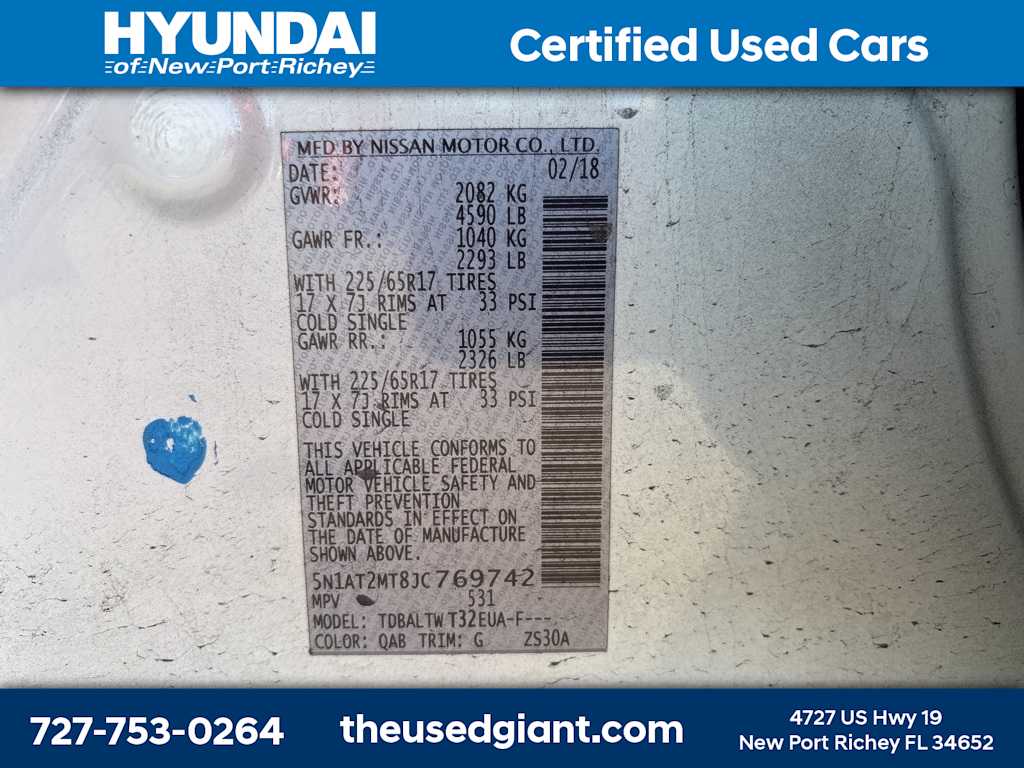 HYUNDAI
of New Port Richey
Certified Used Cars
MFD BY NISSAN MOTOR CO., LTD.
DATE: 02/18
GVWR: 2082 KG
4590 LB
GAWR FR.: 1040 KG
2293 LB
WITH 225/65R17 TIRES
17 X 7J RIMS AT 33 PSI
COLD SINGLE
GAWR RR.: 1055 KG
2326 LB
WITH 225/65R17 TIRES
17 X 7J RIMS AT 33 PSI
COLD SINGLE
THIS VEHICLE CONFORMS TO
ALL APPLICABLE FEDERAL
MOTOR VEHICLE SAFETY AND
THEFT PREVENTION
STANDARDS IN EFFECT ON
THE DATE OF MANUFACTURE
SHOWN ABOVE.
5N1AT2MT8JC769742
MPV 531
MODEL: TDBALTW T32EUA-F---
COLOR: QAB TRIM: G ZS30A
727-753-0264
theusedgiant.com
4727 US Hwy 19
New Port Richey FL 34652